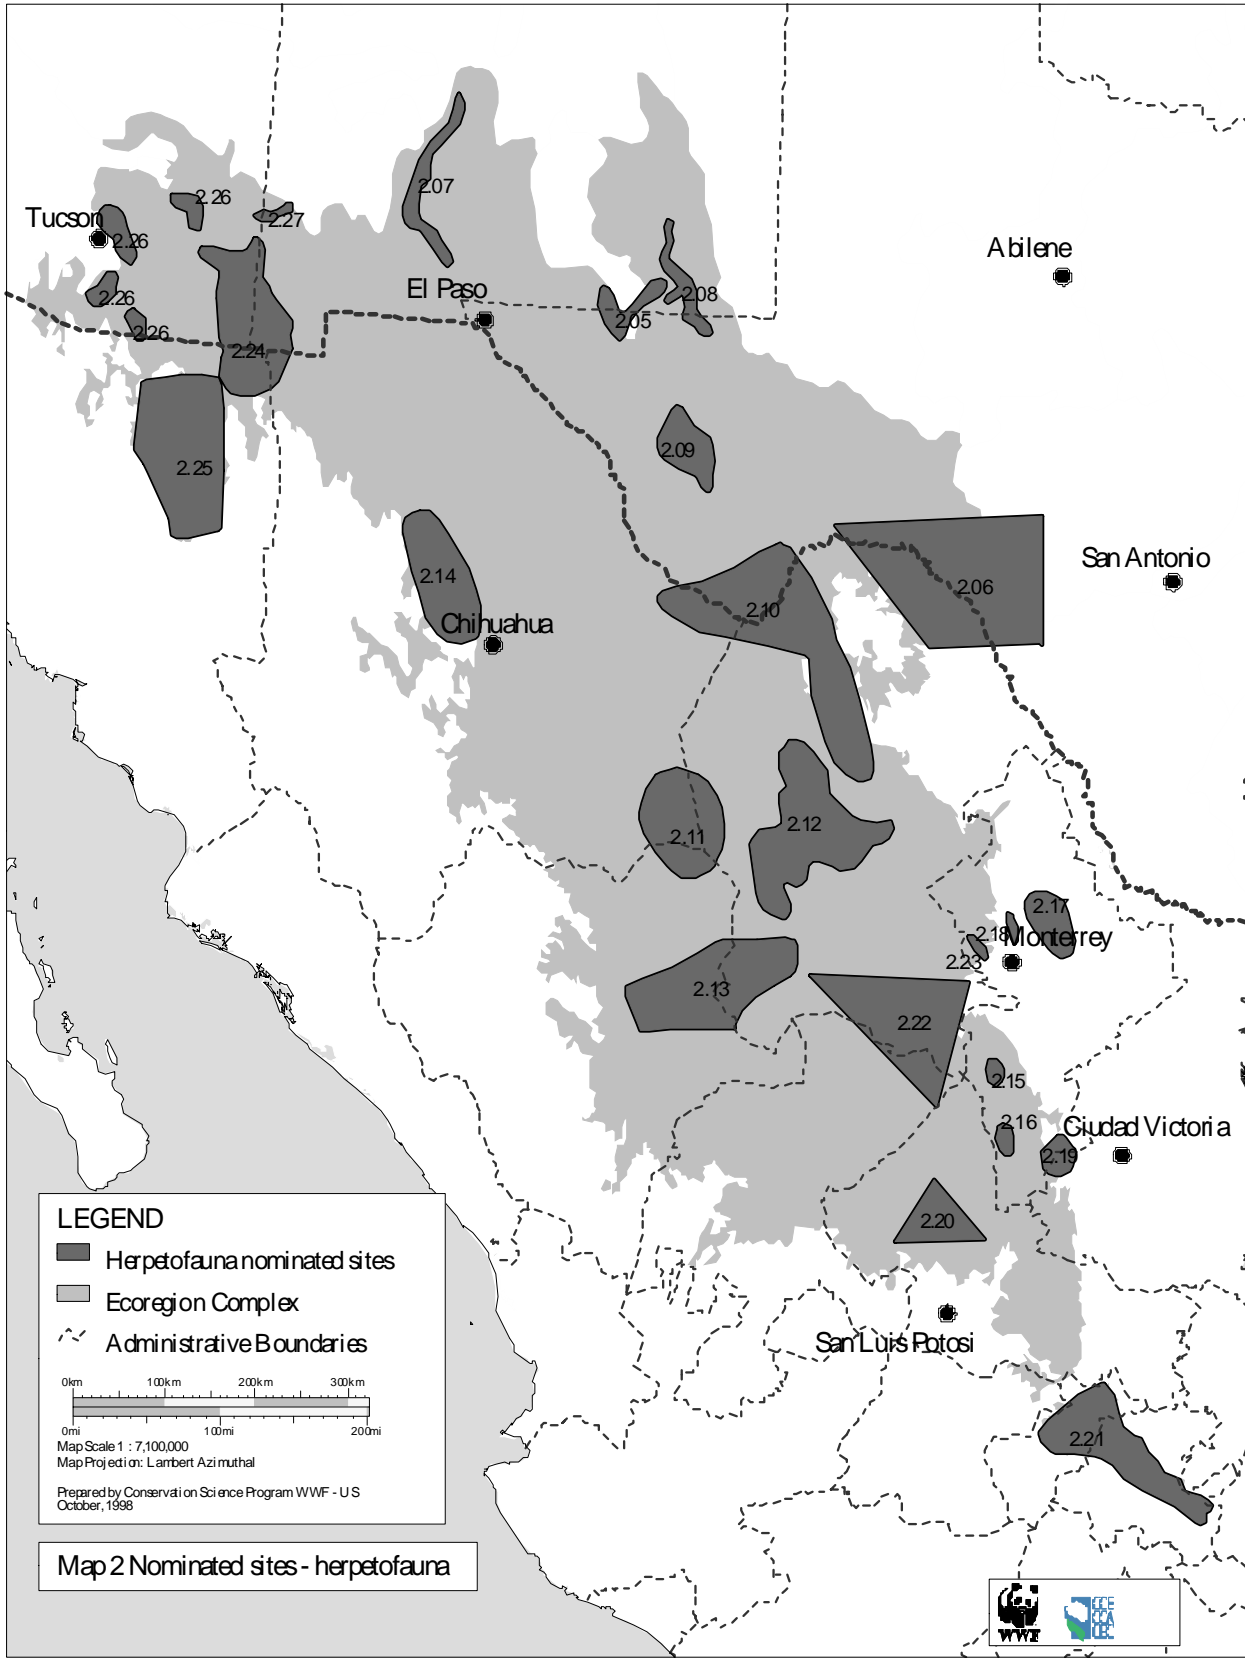 2.07
2.26
2.27
Tucson
2.26
Abilene
El Paso
2.26
2.08
2.05
2.26
2.24
2.09
2.25
San Antonio
2.14
2.06
2.10
Chihuahua
2.12
2.11
2.17
2.18
Monterrey
2.23
2.13
2.22
2.15
2.16
Ciudad Victoria
2.19
2.20
San Luis Potosi
2.21
LEGEND
Herpetofauna nominated sites
Ecoregion Complex
Administrative Boundaries
0km 100km 200km 300km
0mi 100mi 200mi
Map Scale 1 : 7,100,000
Map Projection: Lambert Azimuthal
Prepared by Conservation Science Program WWF - US
October, 1998
Map 2 Nominated sites - herpetofauna
WWF
CCE
CCA
CEC